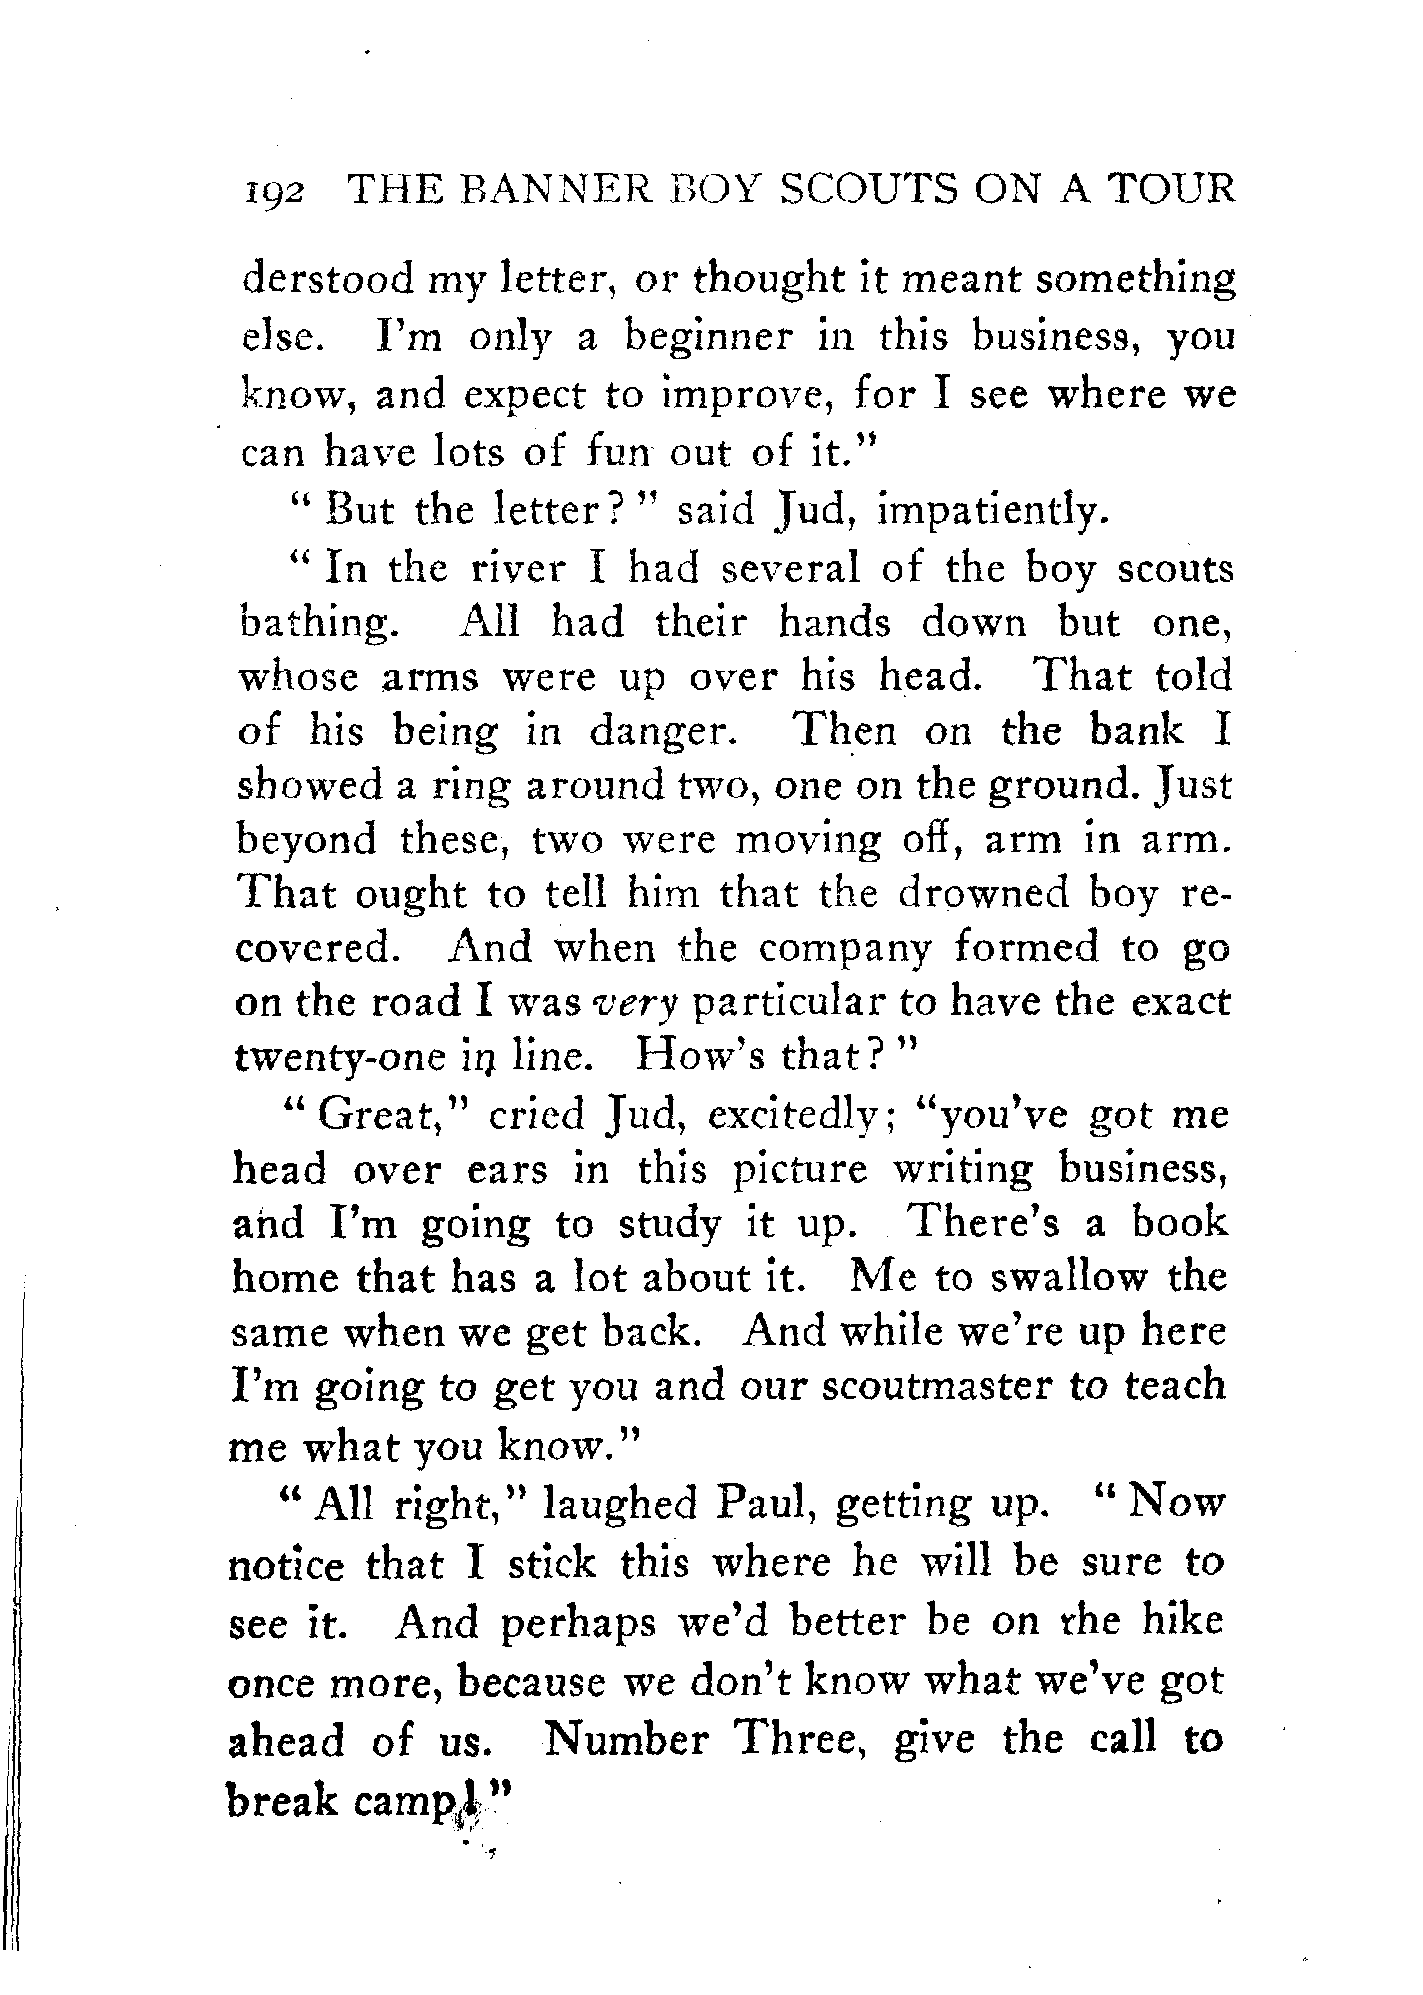 192 THE BANNER BOY SCOUTS ON A TOUR
derstood my letter, or thought it meant something
else. I'm only a beginner in this business, you
know, and expect to improve, for I see where we
can have lots of fun out of it."
" But the letter? " said Jud, impatiently.
" In the river I had several of the boy scouts
bathing. All had their hands down but one,
whose arms were up over his head. That told
of his being in danger. Then on the bank I
showed a ring around two, one on the ground. Just
beyond these, two were moving off, arm in arm.
That ought to tell him that the drowned boy re-
covered. And when the company formed to go
on the road I was very particular to have the exact
twenty-one in line. How's that? "
" Great," cried Jud, excitedly; "you've got me
head over ears in this picture writing business,
and I'm going to study it up. There's a book
home that has a lot about it. Me to swallow the
same when we get back. And while we're up here
I'm going to get you and our scoutmaster to teach
me what you know."
" All right," laughed Paul, getting up. " Now
notice that I stick this where he will be sure to
see it. And perhaps we'd better be on the hike
once more, because we don't know what we've got
ahead of us. Number Three, give the call to
break camp! "